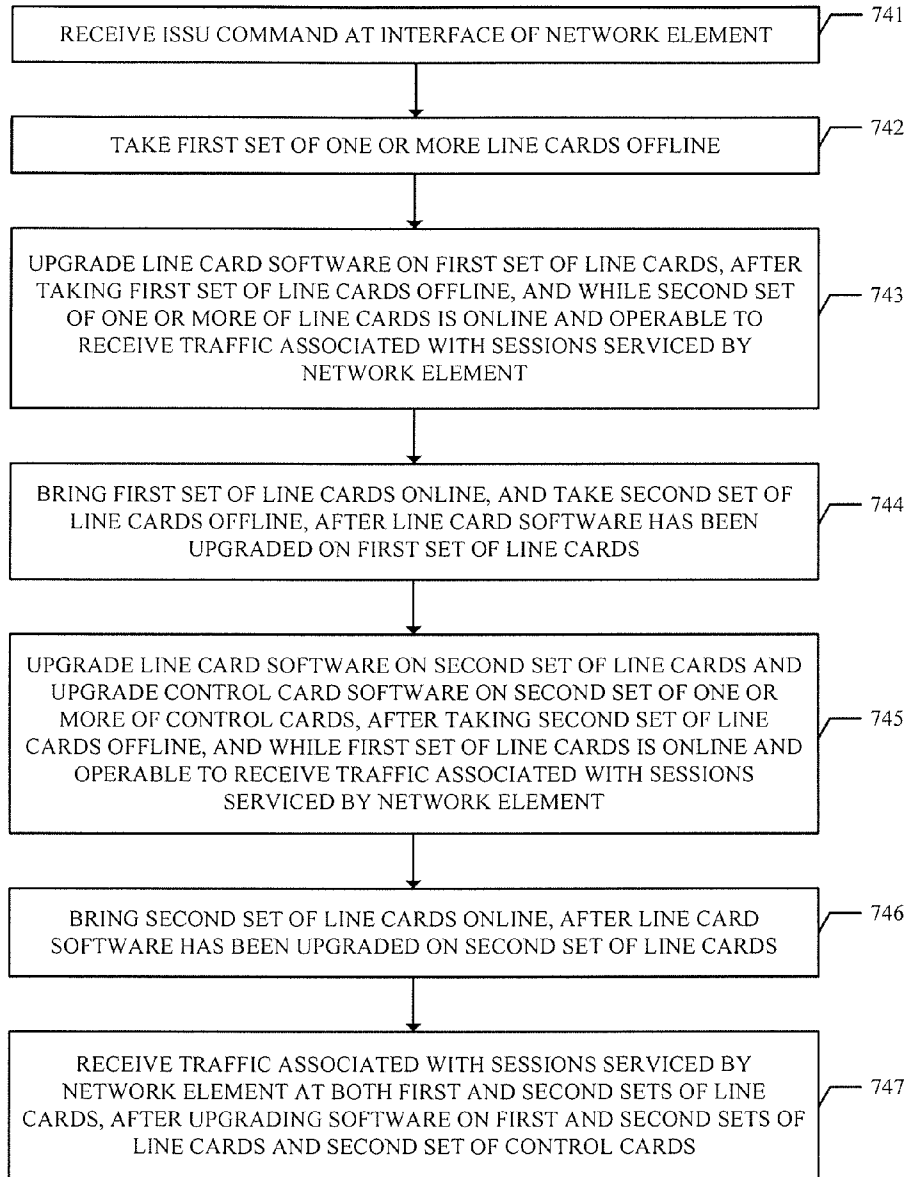 RECEIVE ISSU COMMAND AT INTERFACE OF NETWORK ELEMENT
741
TAKE FIRST SET OF ONE OR MORE LINE CARDS OFFLINE
742
UPGRADE LINE CARD SOFTWARE ON FIRST SET OF LINE CARDS, AFTER
TAKING FIRST SET OF LINE CARDS OFFLINE, AND WHILE SECOND SET
OF ONE OR MORE OF LINE CARDS IS ONLINE AND OPERABLE TO
RECEIVE TRAFFIC ASSOCIATED WITH SESSIONS SERVICED BY
NETWORK ELEMENT
743
BRING FIRST SET OF LINE CARDS ONLINE, AND TAKE SECOND SET OF
LINE CARDS OFFLINE, AFTER LINE CARD SOFTWARE HAS BEEN
UPGRADED ON FIRST SET OF LINE CARDS
744
UPGRADE LINE CARD SOFTWARE ON SECOND SET OF LINE CARDS AND
UPGRADE CONTROL CARD SOFTWARE ON SECOND SET OF ONE OR
MORE OF CONTROL CARDS, AFTER TAKING SECOND SET OF LINE
CARDS OFFLINE, AND WHILE FIRST SET OF LINE CARDS IS ONLINE AND
OPERABLE TO RECEIVE TRAFFIC ASSOCIATED WITH SESSIONS
SERVICED BY NETWORK ELEMENT
745
BRING SECOND SET OF LINE CARDS ONLINE, AFTER LINE CARD
SOFTWARE HAS BEEN UPGRADED ON SECOND SET OF LINE CARDS
746
RECEIVE TRAFFIC ASSOCIATED WITH SESSIONS SERVICED BY
NETWORK ELEMENT AT BOTH FIRST AND SECOND SETS OF LINE
CARDS, AFTER UPGRADING SOFTWARE ON FIRST AND SECOND SETS OF
LINE CARDS AND SECOND SET OF CONTROL CARDS
747